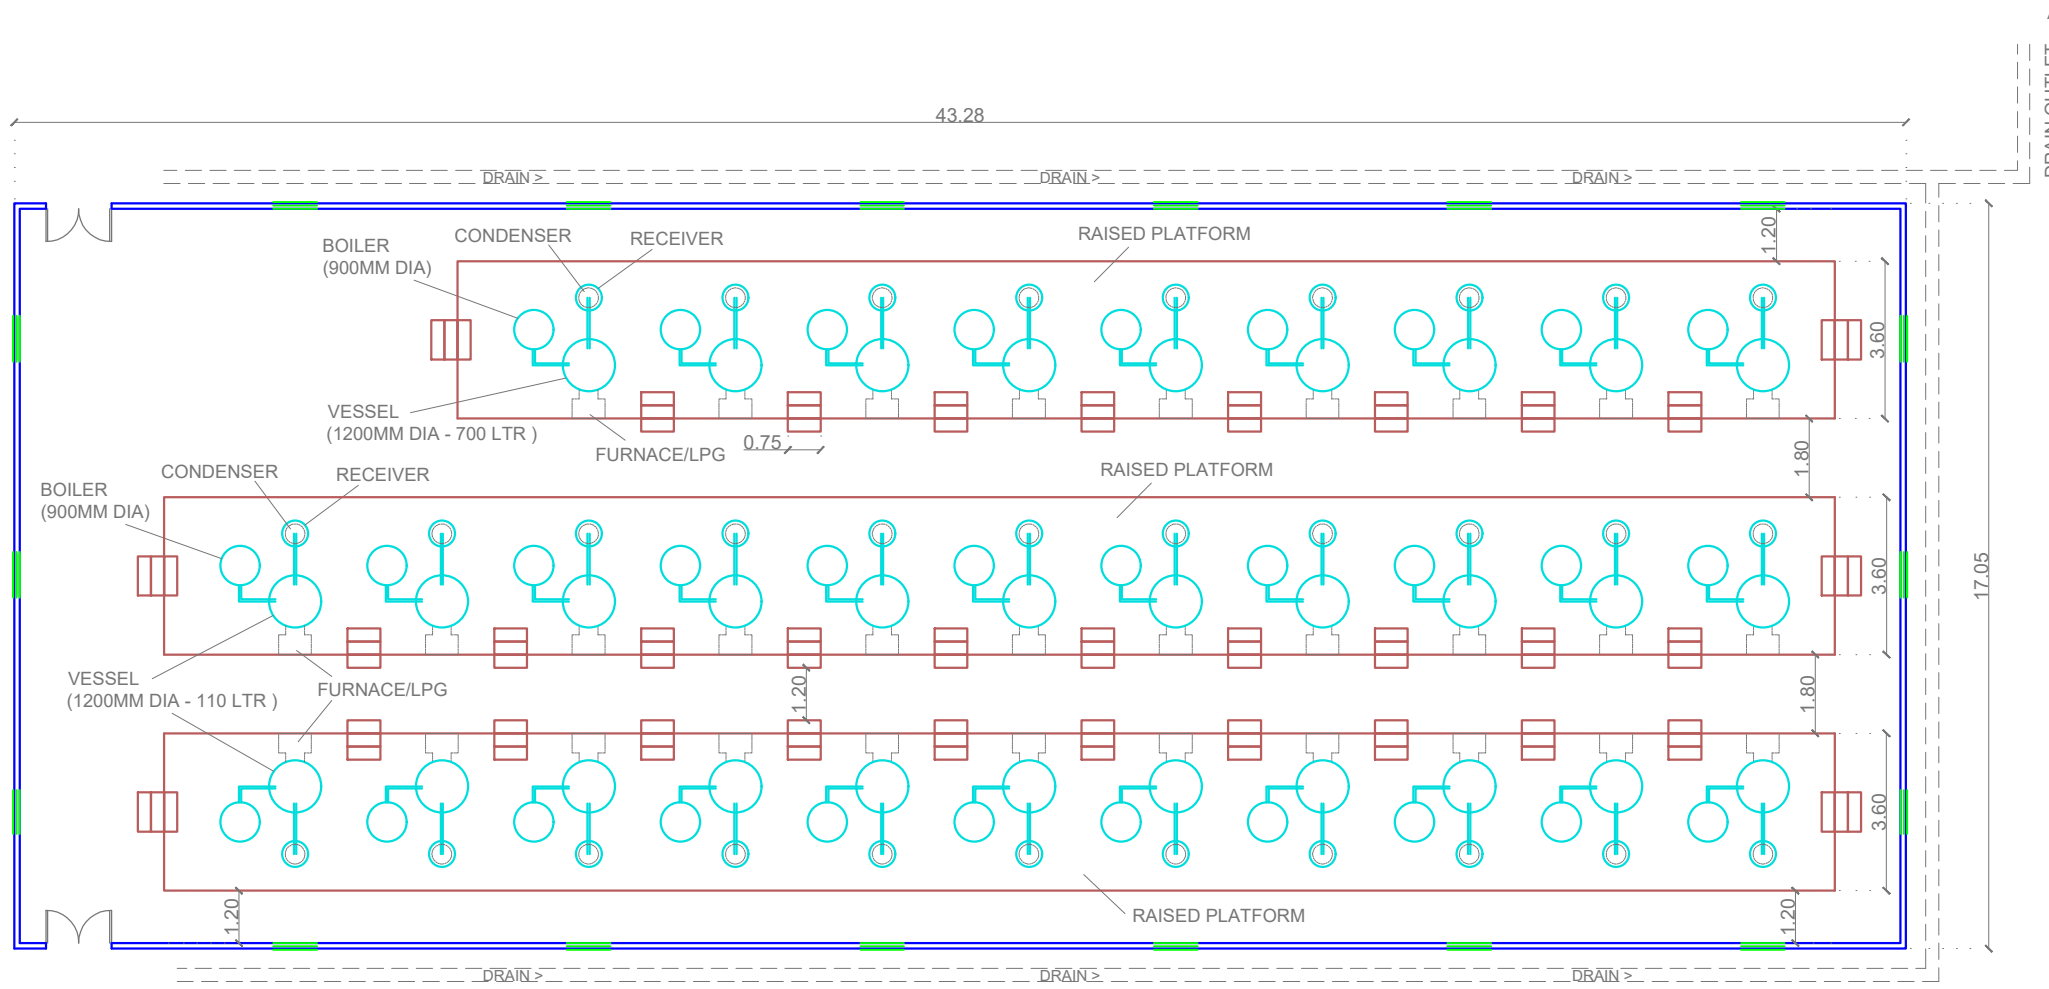 43.28
DRAIN OUTLET
DRAIN >
DRAIN >
DRAIN >
1.20
BOILER
(900MM DIA)
CONDENSER
RECEIVER
RAISED PLATFORM
3.60
VESSEL
(1200MM DIA - 700 LTR )
0.75
FURNACE/LPG
1.80
CONDENSER
RECEIVER
RAISED PLATFORM
BOILER
(900MM DIA)
3.60
17.05
VESSEL
(1200MM DIA - 110 LTR )
FURNACE/LPG
1.20
1.80
3.60
1.20
RAISED PLATFORM
1.20
DRAIN >
DRAIN >
DRAIN >